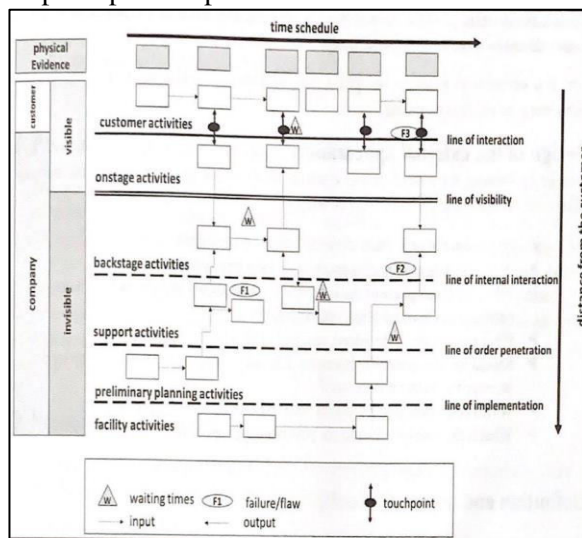 time schedule
physical
Evidence
customer
visible
customer activities
W
F3
line of interaction
onstage activities
line of visibility
W
company
invisible
backstage activities
F2
line of internal interaction
F1
W
support activities
W
line of order penetration
preliminary planning activities
line of implementation
facility activities
distance from the customer
W waiting times
F1 failure/flaw
touchpoint
input
output